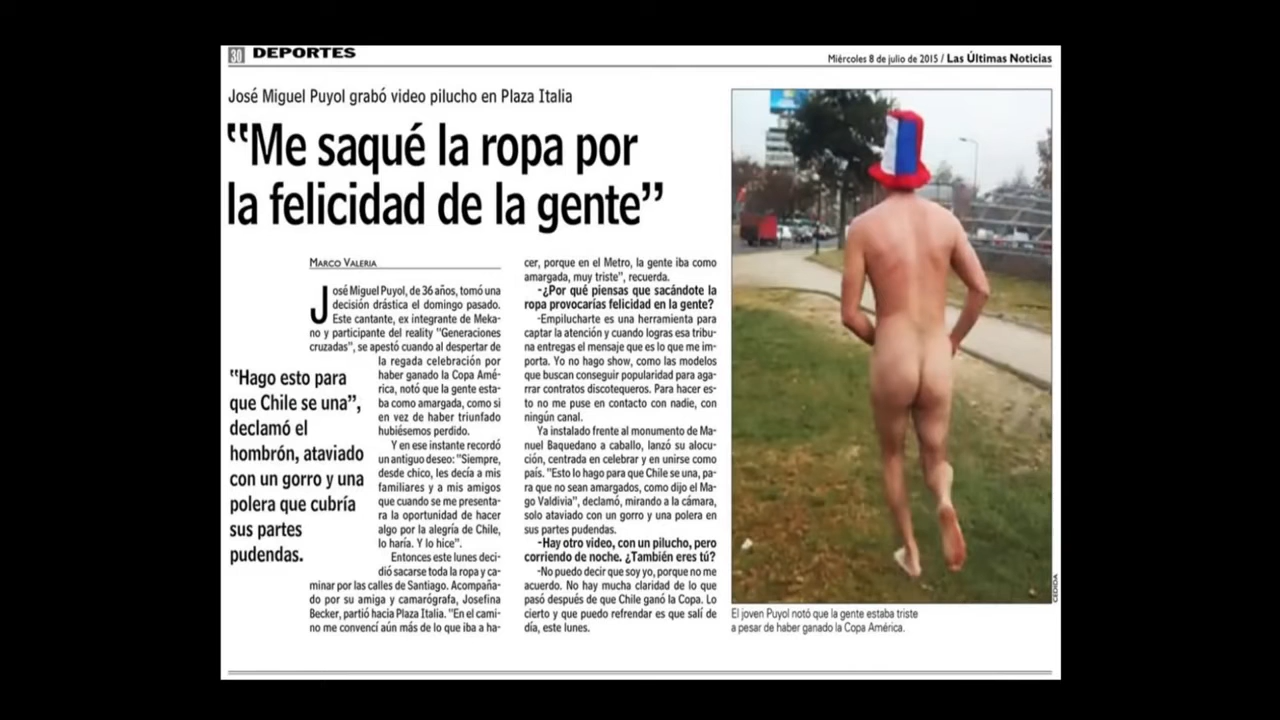 30 DEPORTES
Miércoles 8 de julio de 2015 / Las Últimas Noticias
José Miguel Puyol grabó video pilucho en Plaza Italia
"Me saqué la ropa por
la felicidad de la gente"
MARCO VALERIA
José Miguel Puyol, de 36 años, tomó una
decisión drástica el domingo pasado.
Este cantante, ex integrante de Meka-
no y participante del reality "Generaciones
cruzadas", se apestó cuando al despertar de
la regada celebración por
haber ganado la Copa Amé-
rica, notó que la gente esta-
ba como amargada, como si
en vez de haber triunfado
hubiésemos perdido.
Y en ese instante recordó
un antiguo deseo: "Siempre,
desde chico, les decía a mis
familiares y a mis amigos
que cuando se me presenta-
ra la oportunidad de hacer
algo por la alegría de Chile,
lo haría. Y lo hice".
Entonces este lunes deci-
dió sacarse toda la ropa y ca-
minar por las calles de Santiago. Acompaña-
do por su amiga y camarógrafa, Josefina
Becker, partió hacia Plaza Italia. "En el cami-
no me convencí aún más de lo que iba a ha-
"Hago esto para
que Chile se una",
declamó el
hombrón, ataviado
con un gorro y una
polera que cubría
sus partes
pudendas.
cer, porque en el Metro, la gente iba como
amargada, muy triste", recuerda.
-¿Por qué piensas que sacándote la
ropa provocarías felicidad en la gente?
-Empilucharte es una herramienta para
captar la atención y cuando logras esa tribu-
na entregas el mensaje que es lo que me im-
porta. Yo no hago show, como las modelos
que buscan conseguir popularidad para aga-
rrar contratos discotequeros. Para hacer es-
to no me puse en contacto con nadie, con
ningún canal.
Ya instalado frente al monumento de Ma-
nuel Baquedano a caballo, lanzó su alocu-
ción, centrada en celebrar y en unirse como
país. "Esto lo hago para que Chile se una, pa-
ra que no sean amargados, como dijo el Ma-
go Valdivia", declamó, mirando a la cámara,
solo ataviado con un gorro y una polera en
sus partes pudendas.
-Hay otro video, con un pilucho, pero
corriendo de noche. ¿También eres tú?
-No puedo decir que soy yo, porque no me
acuerdo. No hay mucha claridad de lo que
pasó después de que Chile ganó la Copa. Lo
cierto y que puedo refrendar es que salí de
día, este lunes.
CEDIDA
El joven Puyol notó que la gente estaba triste
a pesar de haber ganado la Copa América.